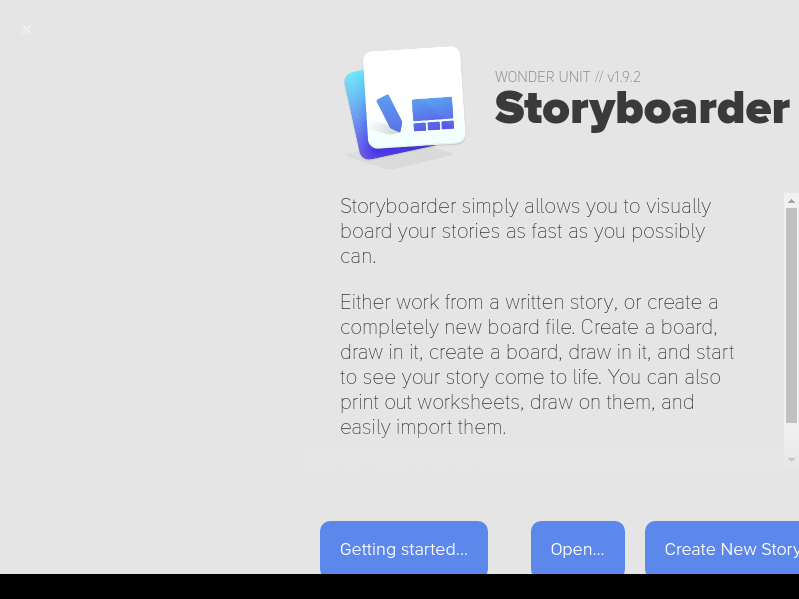 WONDER UNIT // v1.9.2
Storyboarder
Storyboarder simply allows you to visually
board your stories as fast as you possibly
can.
Either work from a written story, or create a
completely new board file. Create a board,
draw in it, create a board, draw in it, and start
to see your story come to life. You can also
print out worksheets, draw on them, and
easily import them.
Getting started...
Open...
Create New Story